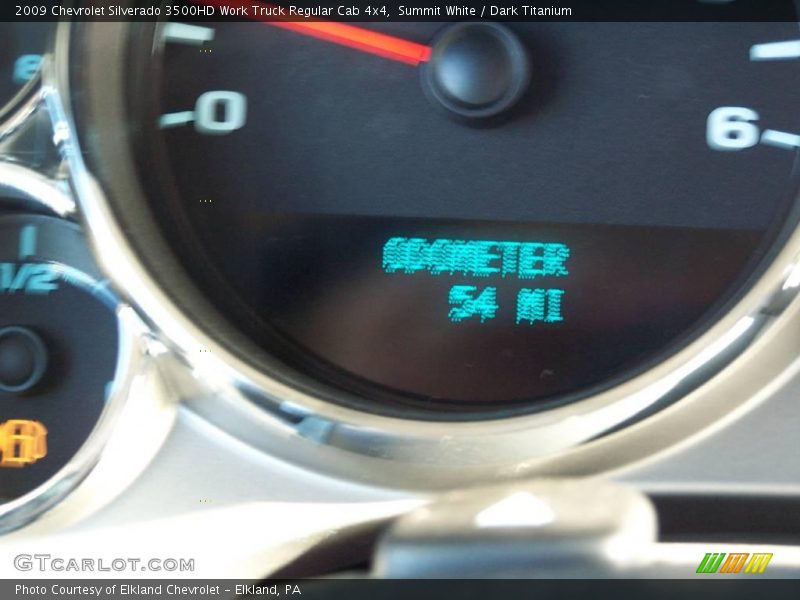 2009 Chevrolet Silverado 3500HD Work Truck Regular Cab 4x4, Summit White / Dark Titanium
0
6
ODOMETER
54 MI
1/2
GTCARLOT.COM
Photo Courtesy of Elkland Chevrolet - Elkland, PA